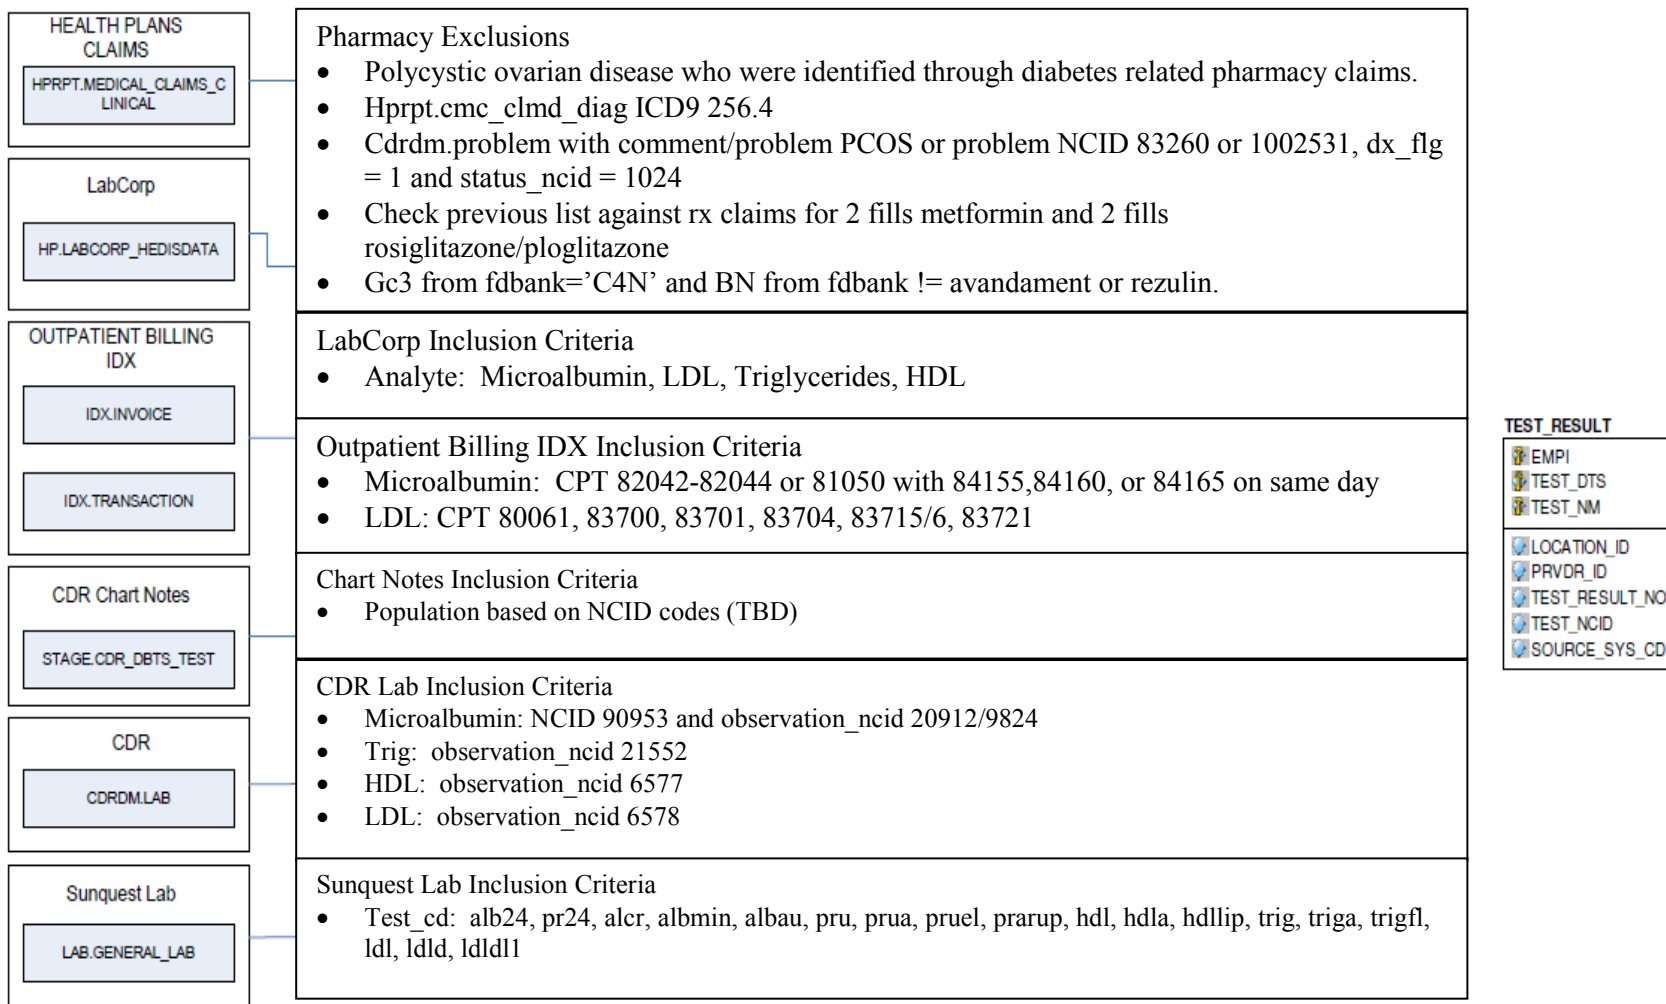 HEALTH PLANS
CLAIMS
HPRPT.MEDICAL_CLAIMS_C
LINICAL
LabCorp
HP.LABCORP_HEDISDATA
OUTPATIENT BILLING
IDX
IDX.INVOICE
IDX.TRANSACTION
CDR Chart Notes
STAGE.CDR_DBTS_TEST
CDR
CDRDM.LAB
Sunquest Lab
LAB.GENERAL_LAB
Pharmacy Exclusions
• Polycystic ovarian disease who were identified through diabetes related pharmacy claims.
• Hprpt.cmc_clmd_diag ICD9 256.4
• Cdrdm.problem with comment/problem PCOS or problem NCID 83260 or 1002531, dx_flg
= 1 and status_ncid = 1024
• Check previous list against rx claims for 2 fills metformin and 2 fills
rosiglitazone/ploglitazone
• Gc3 from fdbank=’C4N’ and BN from fdbank != avandament or rezulin.
LabCorp Inclusion Criteria
• Analyte: Microalbumin, LDL, Triglycerides, HDL
Outpatient Billing IDX Inclusion Criteria
• Microalbumin: CPT 82042-82044 or 81050 with 84155,84160, or 84165 on same day
• LDL: CPT 80061, 83700, 83701, 83704, 83715/6, 83721
Chart Notes Inclusion Criteria
• Population based on NCID codes (TBD)
CDR Lab Inclusion Criteria
• Microalbumin: NCID 90953 and observation_ncid 20912/9824
• Trig: observation_ncid 21552
• HDL: observation_ncid 6577
• LDL: observation_ncid 6578
Sunquest Lab Inclusion Criteria
• Test_cd: alb24, pr24, alcr, albmin, albau, pru, prua, pruel, prarup, hdl, hdla, hdllip, trig, triga, trigfl,
ldl, ldld, ldldl1
TEST_RESULT
EMPI
TEST_DTS
TEST_NM
LOCATION_ID
PRVDR_ID
TEST_RESULT_NO
TEST_NCID
SOURCE_SYS_CD